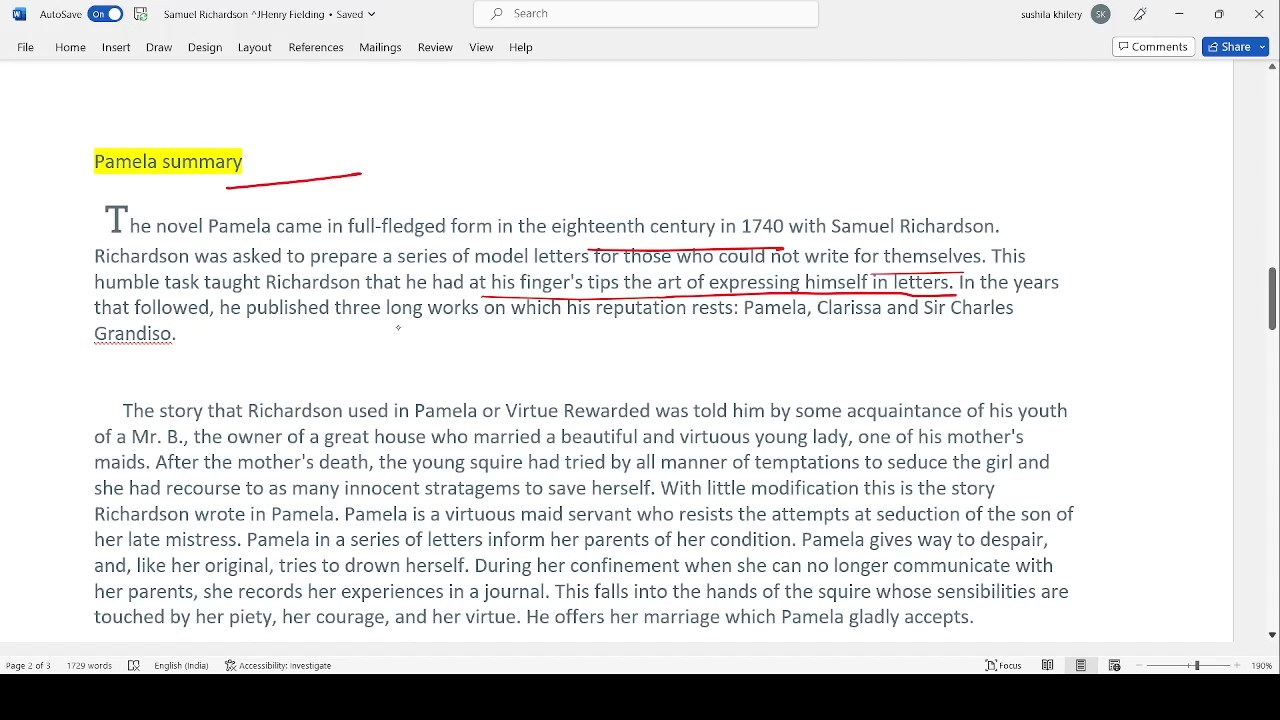 AutoSave On Samuel Richardson ^JHenry Fielding • Saved Search sushila khilery SK
File Home Insert Draw Design Layout References Mailings Review View Help Comments Share
Pamela summary
The novel Pamela came in full-fledged form in the eighteenth century in 1740 with Samuel Richardson.
Richardson was asked to prepare a series of model letters for those who could not write for themselves. This
humble task taught Richardson that he had at his finger's tips the art of expressing himself in letters. In the years
that followed, he published three long works on which his reputation rests: Pamela, Clarissa and Sir Charles
Grandiso.
The story that Richardson used in Pamela or Virtue Rewarded was told him by some acquaintance of his youth
of a Mr. B., the owner of a great house who married a beautiful and virtuous young lady, one of his mother's
maids. After the mother's death, the young squire had tried by all manner of temptations to seduce the girl and
she had recourse to as many innocent stratagems to save herself. With little modification this is the story
Richardson wrote in Pamela. Pamela is a virtuous maid servant who resists the attempts at seduction of the son of
her late mistress. Pamela in a series of letters inform her parents of her condition. Pamela gives way to despair,
and, like her original, tries to drown herself. During her confinement when she can no longer communicate with
her parents, she records her experiences in a journal. This falls into the hands of the squire whose sensibilities are
touched by her piety, her courage, and her virtue. He offers her marriage which Pamela gladly accepts.
Page 2 of 3 1729 words English (India) Accessibility: Investigate Focus 190%